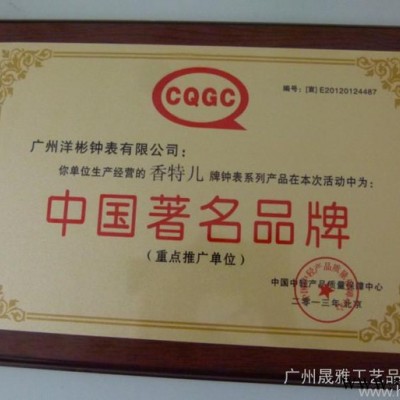 CQGC
编号:[寛]E20120124487
广州洋彬钟表有限公司:
你单位生产经营的香特儿牌钟表系列产品在本次活动中为:
中国著名品牌
(重点推广单位)
中国中轻产品质量保障中心
二零一三年北京
广州晟雅工艺品